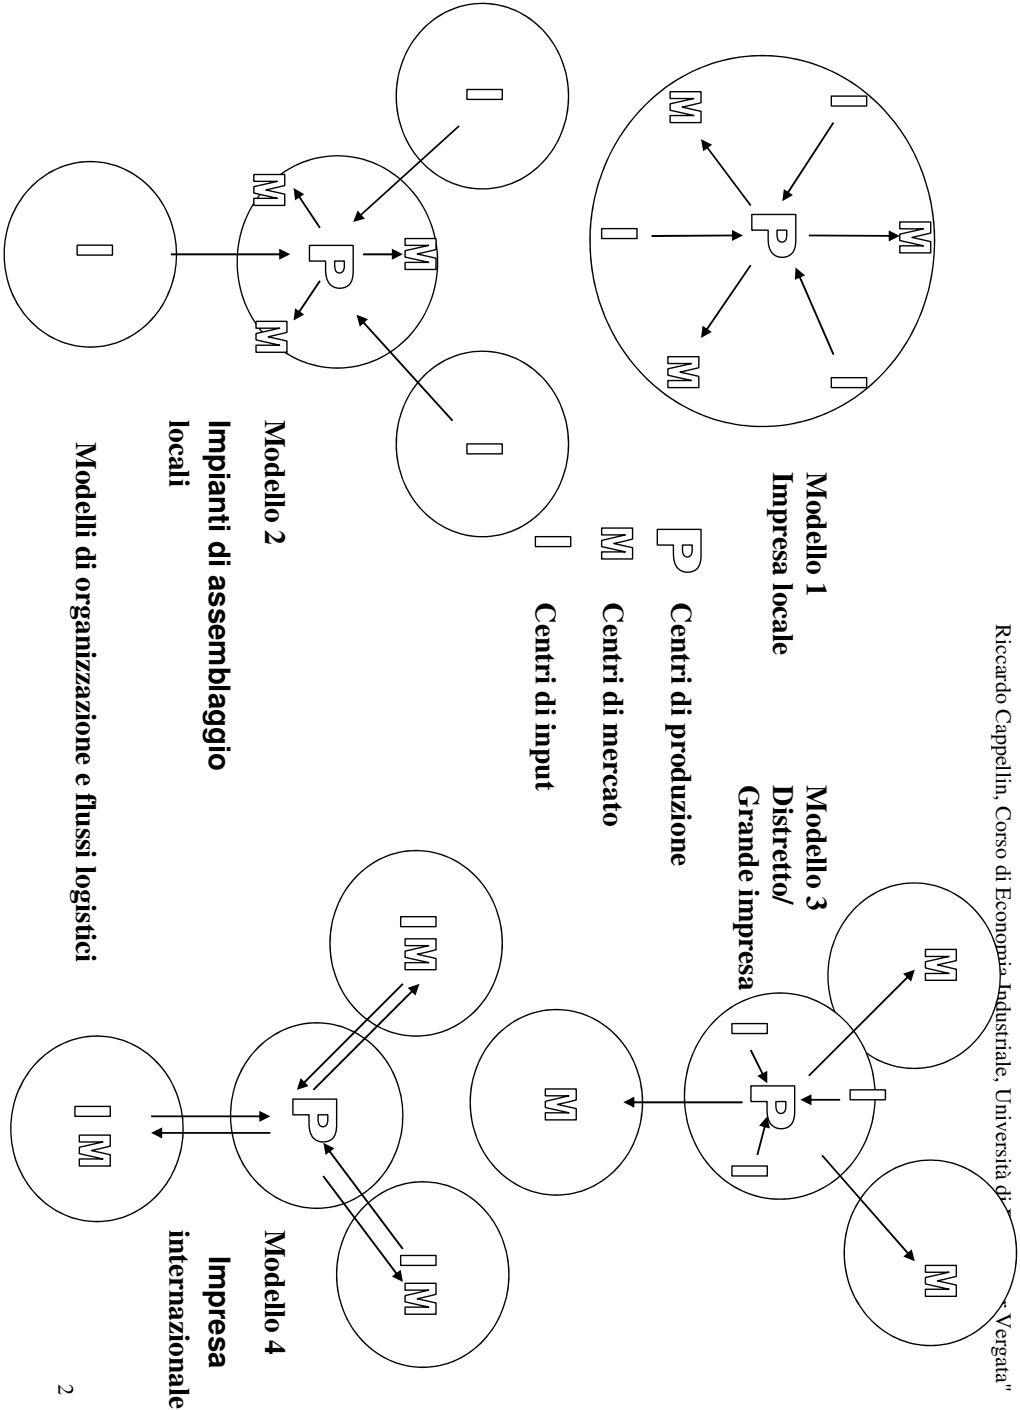 Riccardo Cappellin, Corso di Economia Industriale, Università di Vergata"
Modello 1
Impresa locale
Modello 3
Distretto/
Grande impresa
I
I
M
P
M
I
M
P Centri di produzione
M Centri di mercato
I Centri di input
M
M
I
P
I
I
M
I
I
M
P
M
M
I
Modello 2
Impianti di assemblaggio
locali
I M
I M
P
I M
Modello 4
Impresa
internazionale
Modelli di organizzazione e flussi logistici
2